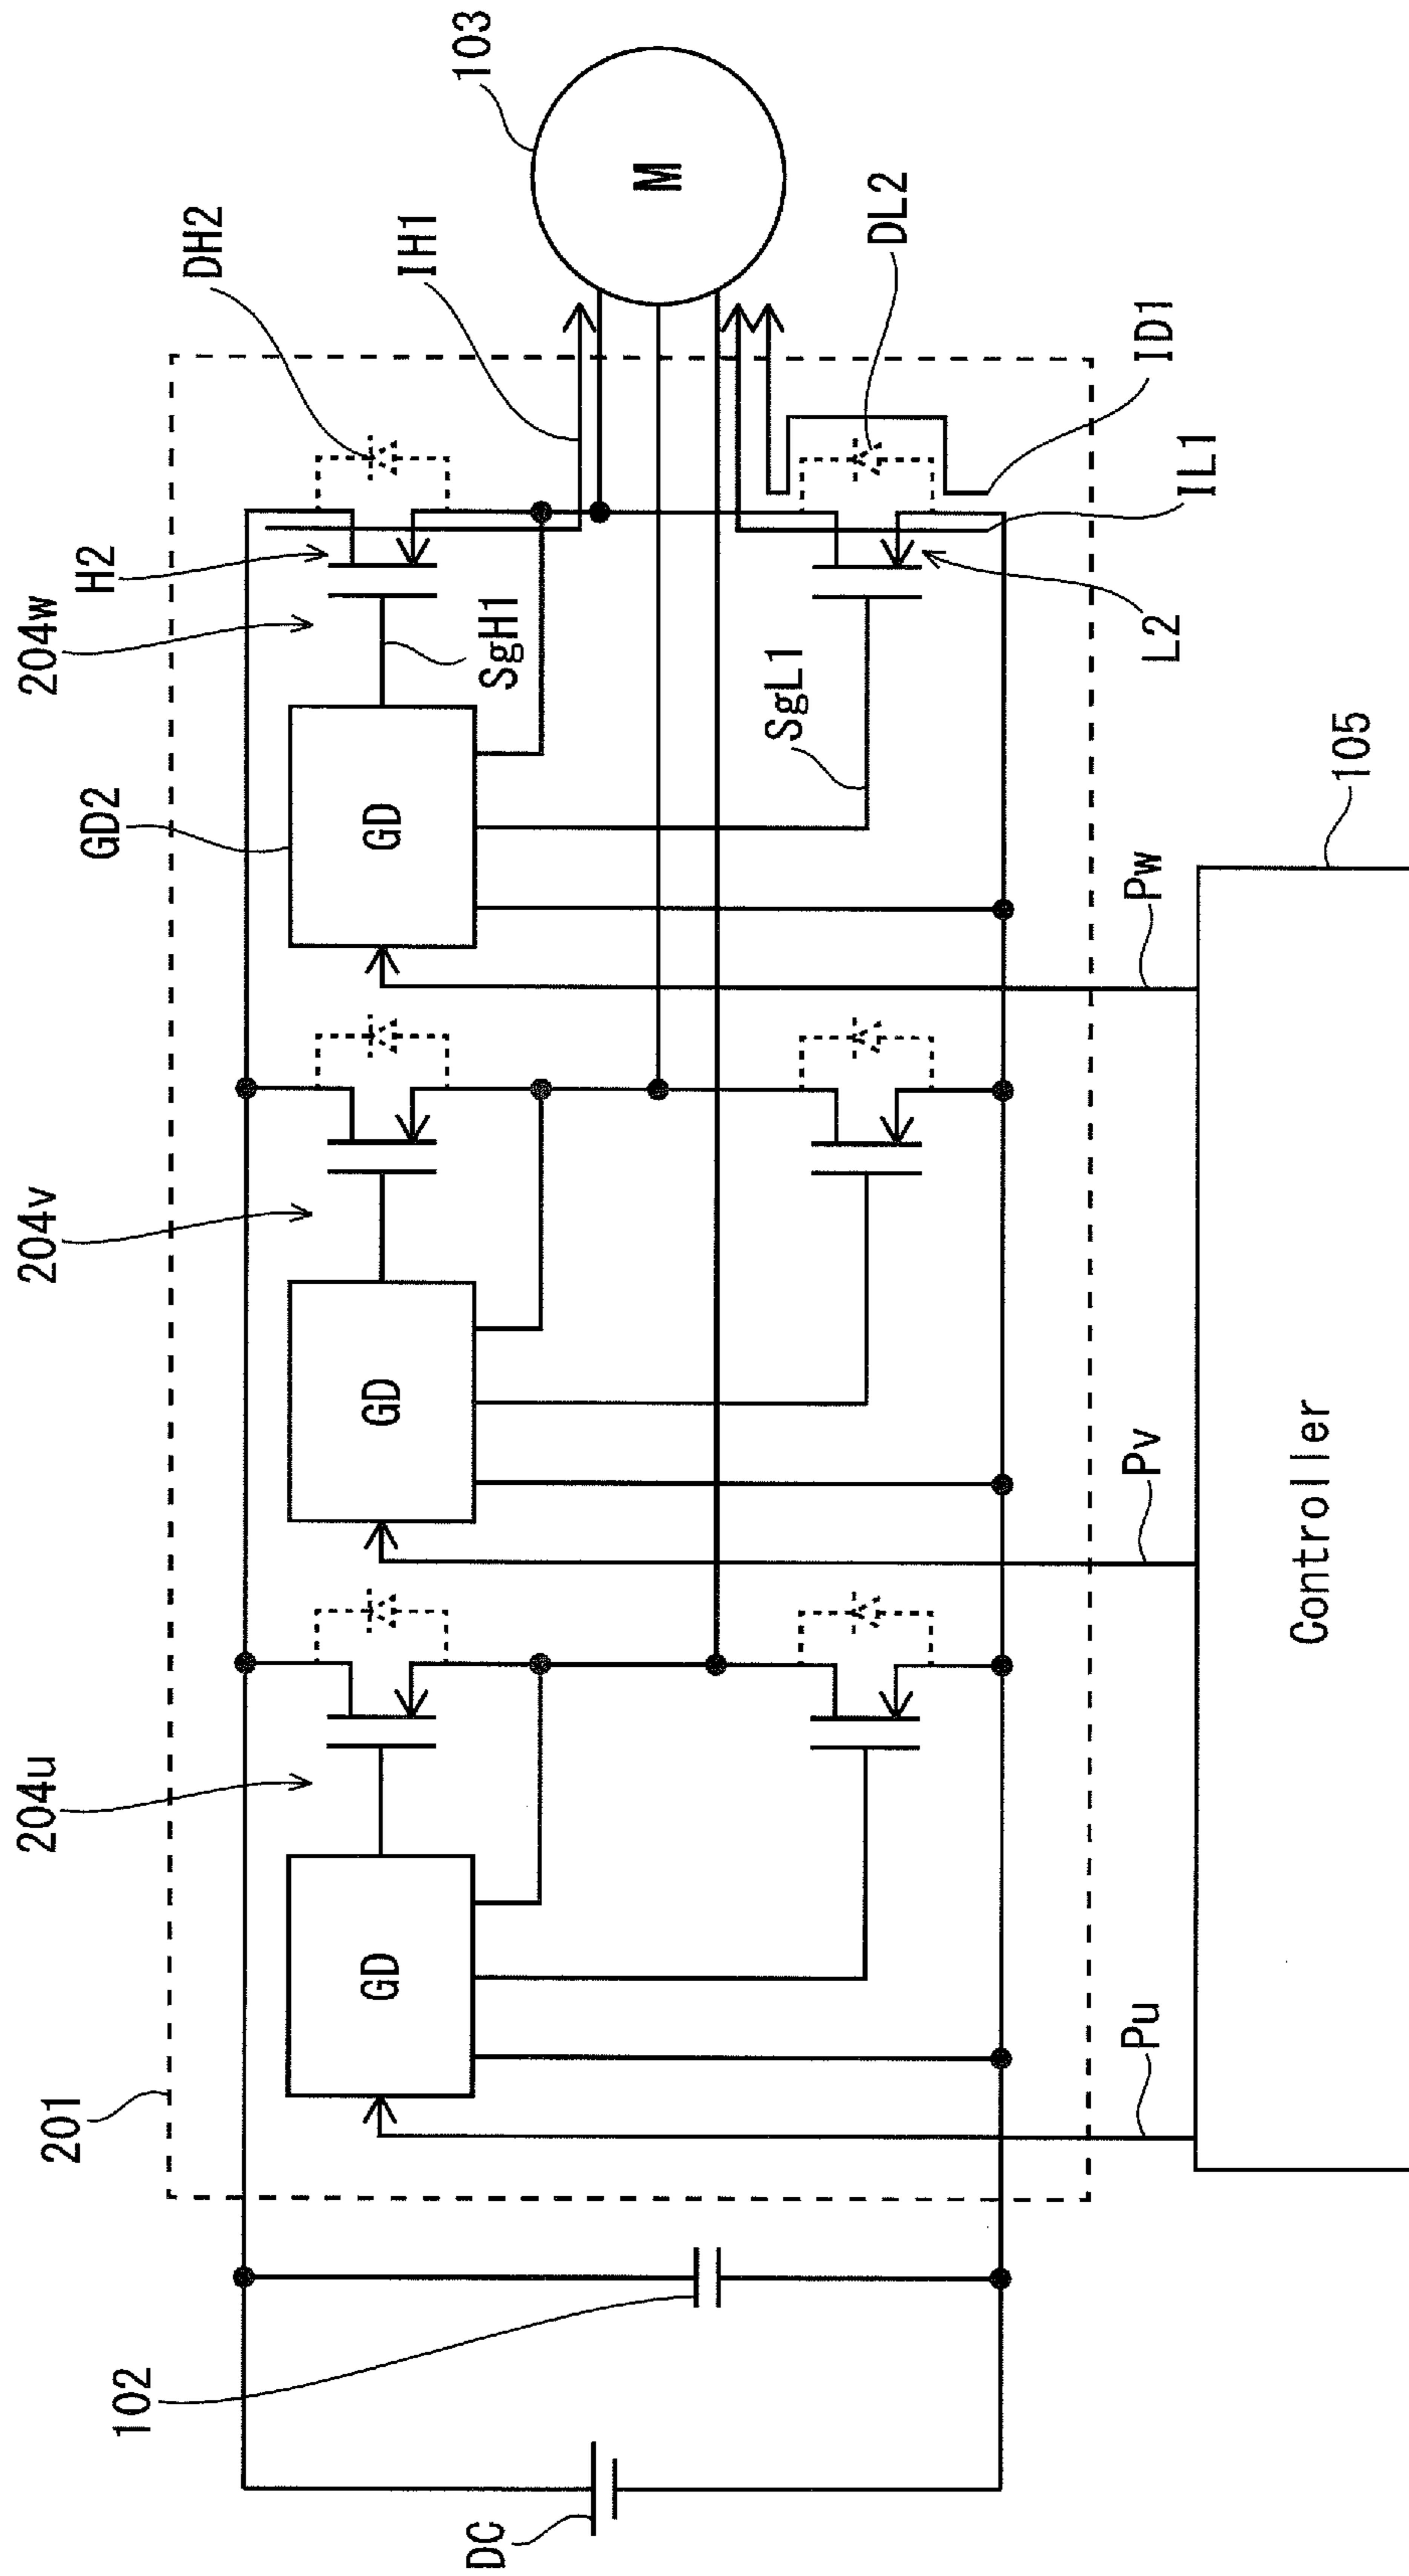 201
204u
204v
204w
H2
DH2
GD2
SgH1
IH1
103
M
GD
GD
GD
102
DC
SgL1
L2
IL1
ID1
DL2
Pu
Pv
Pw
105
Controller